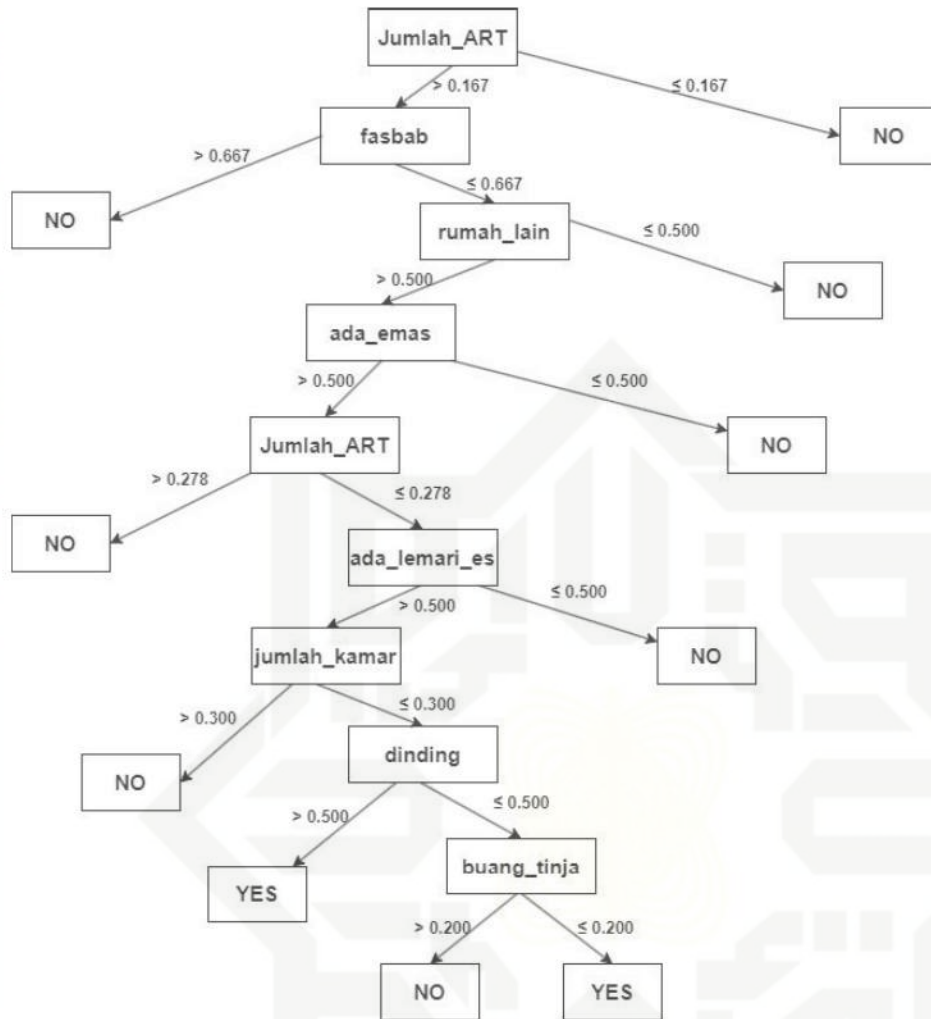 Jumlah_ART
> 0.167
≤ 0.167
fasbab
NO
> 0.667
≤ 0.667
NO
rumah_lain
≤ 0.500
> 0.500
NO
ada_emas
> 0.500
≤ 0.500
Jumlah_ART
NO
> 0.278
≤ 0.278
NO
ada_lemari_es
> 0.500
≤ 0.500
jumlah_kamar
NO
> 0.300
≤ 0.300
NO
dinding
> 0.500
≤ 0.500
YES
buang_tinja
> 0.200
≤ 0.200
NO
YES